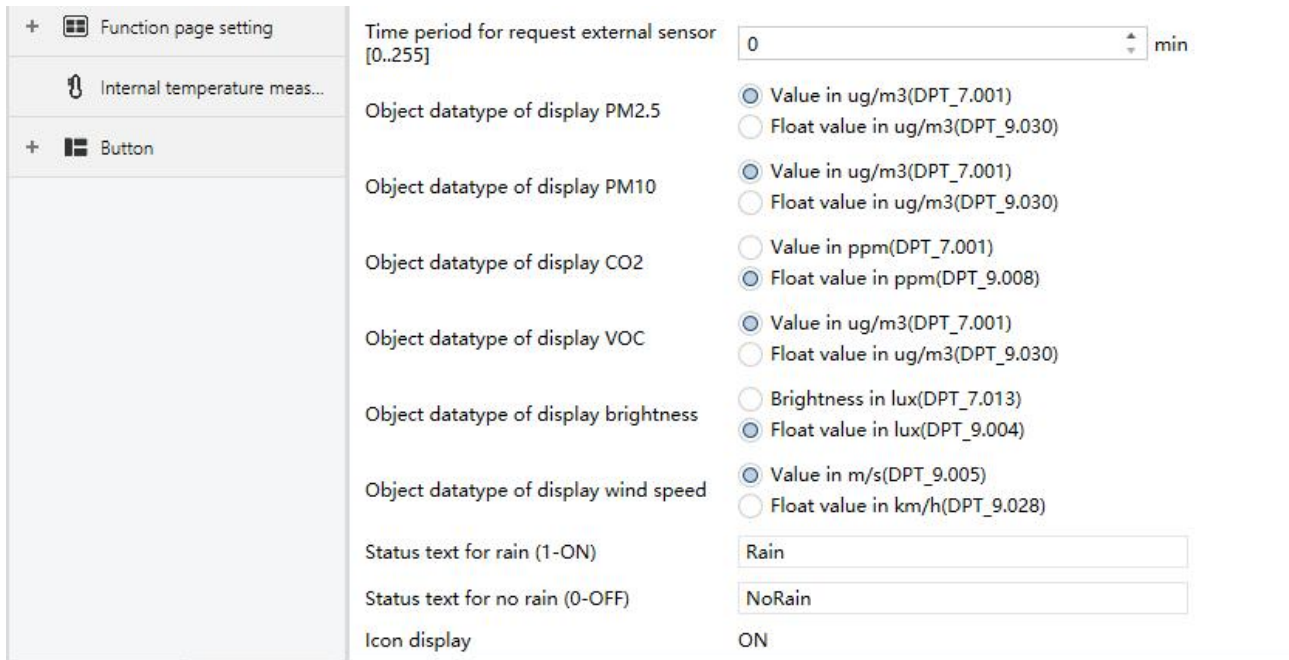 + Function page setting
Internal temperature meas...
+ Button
Time period for request external sensor
[0..255]
0
min
Object datatype of display PM2.5
Value in ug/m3(DPT_7.001)
Float value in ug/m3(DPT_9.030)
Object datatype of display PM10
Value in ug/m3(DPT_7.001)
Float value in ug/m3(DPT_9.030)
Object datatype of display CO2
Value in ppm(DPT_7.001)
Float value in ppm(DPT_9.008)
Object datatype of display VOC
Value in ug/m3(DPT_7.001)
Float value in ug/m3(DPT_9.030)
Object datatype of display brightness
Brightness in lux(DPT_7.013)
Float value in lux(DPT_9.004)
Object datatype of display wind speed
Value in m/s(DPT_9.005)
Float value in km/h(DPT_9.028)
Status text for rain (1-ON)
Rain
Status text for no rain (0-OFF)
NoRain
Icon display
ON